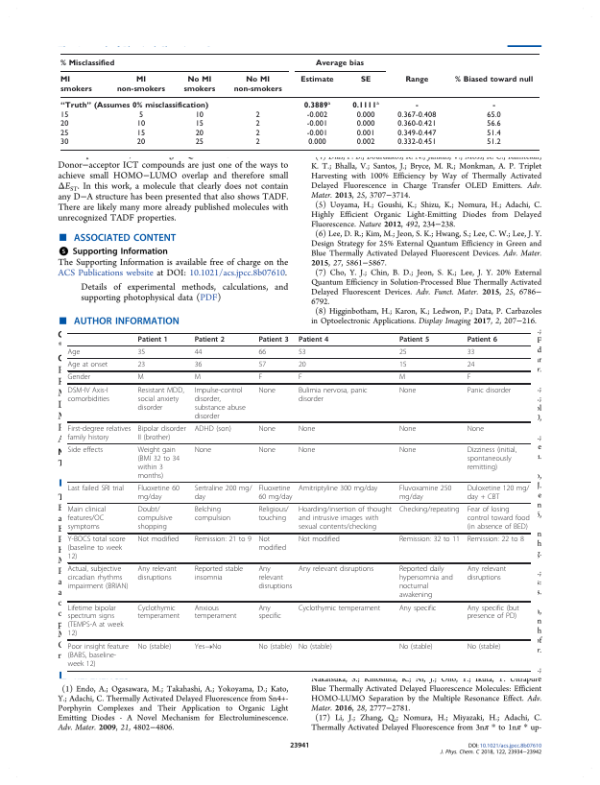 % Misclassified Average bias
MI smokers MI non-smokers No MI smokers No MI non-smokers Estimate SE Range % Biased toward null
"Truth" (Assumes 0% misclassification) 0.3889ᵃ 0.1111ᵃ – –
15 5 10 2 -0.002 0.000 0.367-0.408 65.0
20 10 15 2 -0.001 0.000 0.360-0.421 56.6
25 15 20 2 -0.001 0.001 0.349-0.447 51.4
30 20 25 2 0.000 0.002 0.332-0.451 51.2
Donor−acceptor ICT compounds are just one of the ways to
achieve small HOMO−LUMO overlap and therefore small
ΔEST. In this work, a molecule that clearly does not contain
any D−A structure has been presented that also shows TADF.
There are likely many more already published molecules with
unrecognized TADF properties.
■ ASSOCIATED CONTENT
S Supporting Information
The Supporting Information is available free of charge on the
ACS Publications website at DOI: 10.1021/acs.jpcc.8b07610.
Details of experimental methods, calculations, and
supporting photophysical data (PDF)
■ AUTHOR INFORMATION
K. T.; Bhalla, V.; Santos, J.; Bryce, M. R.; Monkman, A. P. Triplet
Harvesting with 100% Efficiency by Way of Thermally Activated
Delayed Fluorescence in Charge Transfer OLED Emitters. Adv.
Mater. 2013, 25, 3707−3714.
(5) Uoyama, H.; Goushi, K.; Shizu, K.; Nomura, H.; Adachi, C.
Highly Efficient Organic Light-Emitting Diodes from Delayed
Fluorescence. Nature 2012, 492, 234−238.
(6) Lee, D. R.; Kim, M.; Jeon, S. K.; Hwang, S.; Lee, C. W.; Lee, J. Y.
Design Strategy for 25% External Quantum Efficiency in Green and
Blue Thermally Activated Delayed Fluorescent Devices. Adv. Mater.
2015, 27, 5861−5867.
(7) Cho, Y. J.; Chin, B. D.; Jeon, S. K.; Lee, J. Y. 20% External
Quantum Efficiency in Solution-Processed Blue Thermally Activated
Delayed Fluorescent Devices. Adv. Funct. Mater. 2015, 25, 6786−
6792.
(8) Higginbotham, H.; Karon, K.; Ledwon, P.; Data, P. Carbazoles
in Optoelectronic Applications. Display Imaging 2017, 2, 207−216.
Patient 1 Patient 2 Patient 3 Patient 4 Patient 5 Patient 6
Age 35 44 66 53 25 33
Age at onset 23 36 57 20 15 24
Gender M M F F M F
DSM-IV Axis-I comorbidities Resistant MDD, social anxiety disorder Impulse-control disorder, substance abuse disorder None Bulimia nervosa; panic disorder None Panic disorder
First-degree relatives family history Bipolar disorder II (brother) ADHD (son) None None None None
Side effects Weight gain (BMI 32 to 34 within 3 months) None None None None Dizziness (initial, spontaneously remitting)
Last failed SRI trial Fluoxetine 60 mg/day Sertraline 200 mg/day Fluoxetine 60 mg/day Amitriptyline 300 mg/day Fluvoxamine 250 mg/day Duloxetine 120 mg/day + CBT
Main clinical features/OC symptoms Doubt/compulsive shopping Belching compulsion Religious/touching Hoarding/insertion of thought and intrusive images with sexual contents/checking Checking/repeating Fear of losing control toward food (in absence of BED)
Y-BOCS total score (baseline to week 12) Not modified Remission: 21 to 9 Not modified Not modified Remission: 32 to 11 Remission: 22 to 8
Actual, subjective circadian rhythms impairment (BRIAN) Any relevant disruptions Reported stable insomnia Any relevant disruptions Any relevant disruptions Reported daily hypersomnia and nocturnal awakening Any relevant disruptions
Lifetime bipolar spectrum signs (TEMPS-A at week 12) Cyclothymic temperament Anxious temperament Any specific Cyclothymic temperament Any specific Any specific (but presence of PD)
Poor insight feature (BABS, baseline-week 12) No (stable) Yes→No No (stable) No (stable) No (stable) No (stable)
(1) Endo, A.; Ogasawara, M.; Takahashi, A.; Yokoyama, D.; Kato,
Y.; Adachi, C. Thermally Activated Delayed Fluorescence from Sn4+-
Porphyrin Complexes and Their Application to Organic Light
Emitting Diodes - A Novel Mechanism for Electroluminescence.
Adv. Mater. 2009, 21, 4802−4806.
Blue Thermally Activated Delayed Fluorescence Molecules: Efficient
HOMO-LUMO Separation by the Multiple Resonance Effect. Adv.
Mater. 2016, 28, 2777−2781.
(17) Li, J.; Zhang, Q.; Nomura, H.; Miyazaki, H.; Adachi, C.
Thermally Activated Delayed Fluorescence from 3nπ * to 1nπ * up-
23941
DOI: 10.1021/acs.jpcc.8b07610
J. Phys. Chem. C 2018, 122, 23934−23942